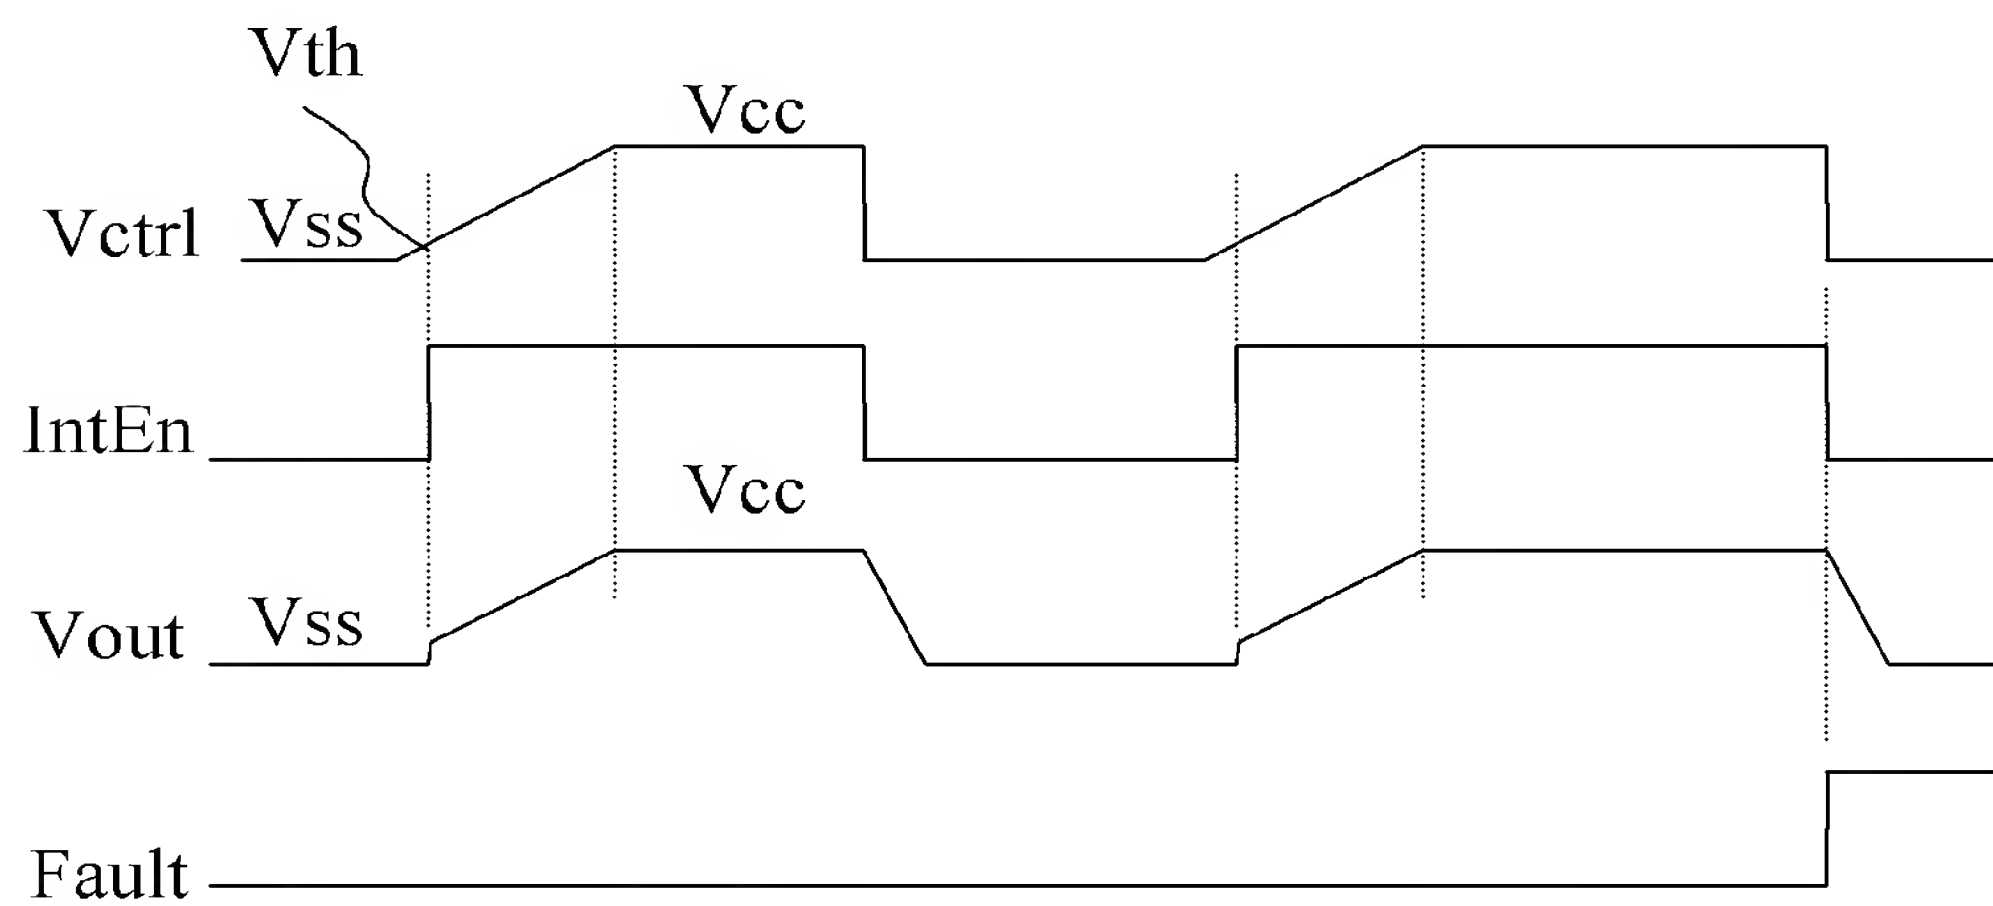 Vth
Vcc
Vctrl Vss
IntEn
Vcc
Vout Vss
Fault